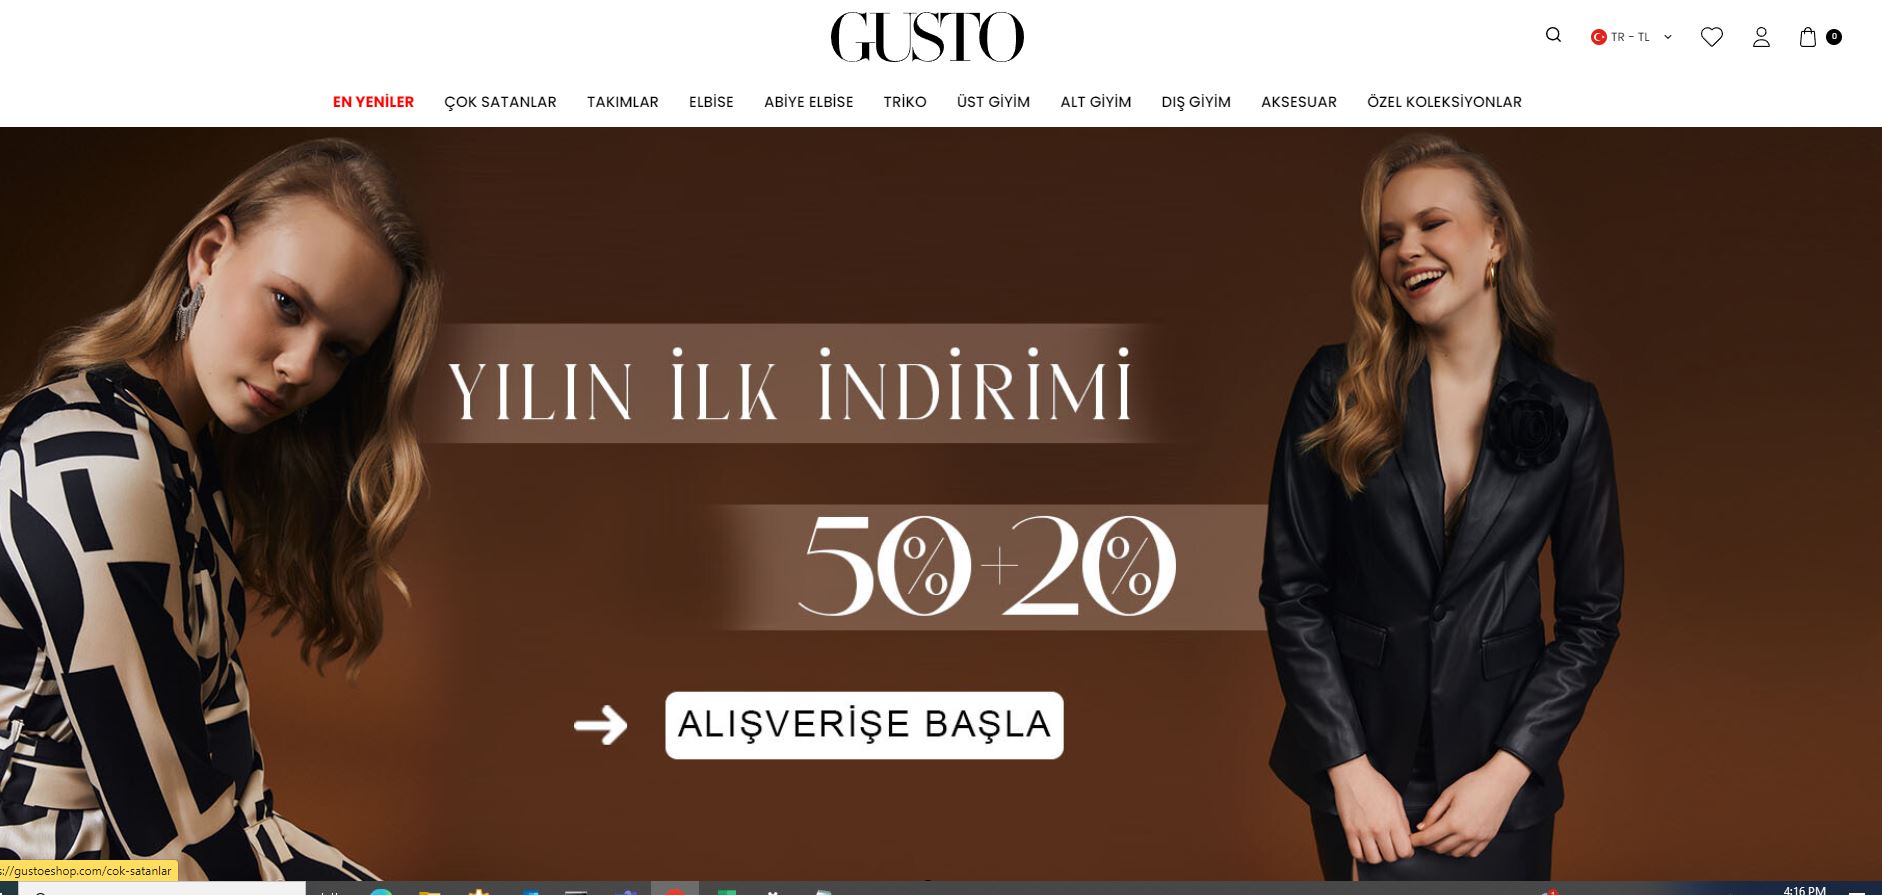 GUSTO
TR - TL
0
EN YENİLER ÇOK SATANLAR TAKIMLAR ELBİSE ABİYE ELBİSE TRİKO ÜST GİYİM ALT GİYİM DIŞ GİYİM AKSESUAR ÖZEL KOLEKSİYONLAR
YILIN İLK İNDİRİMİ
50%+20%
ALIŞVERİŞE BAŞLA
s://gustoeshop.com/cok-satanlar
4:16 PM